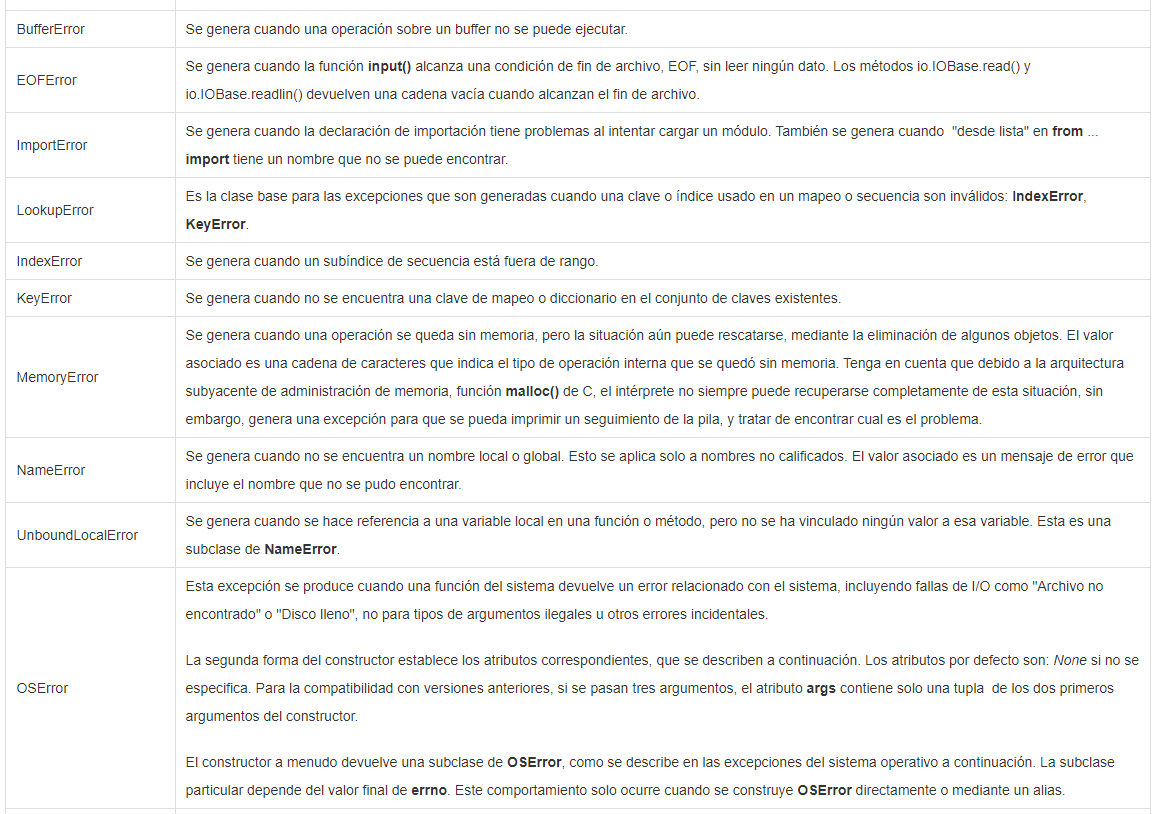 BufferError
Se genera cuando una operación sobre un buffer no se puede ejecutar.
EOFError
Se genera cuando la función input() alcanza una condición de fin de archivo, EOF, sin leer ningún dato. Los métodos io.IOBase.read() y
io.IOBase.readlin() devuelven una cadena vacía cuando alcanzan el fin de archivo.
ImportError
Se genera cuando la declaración de importación tiene problemas al intentar cargar un módulo. También se genera cuando  "desde lista" en from ...
import tiene un nombre que no se puede encontrar.
LookupError
Es la clase base para las excepciones que son generadas cuando una clave o índice usado en un mapeo o secuencia son inválidos: IndexError,
KeyError.
IndexError
Se genera cuando un subíndice de secuencia está fuera de rango.
KeyError
Se genera cuando no se encuentra una clave de mapeo o diccionario en el conjunto de claves existentes.
MemoryError
Se genera cuando una operación se queda sin memoria, pero la situación aún puede rescatarse, mediante la eliminación de algunos objetos. El valor
asociado es una cadena de caracteres que indica el tipo de operación interna que se quedó sin memoria. Tenga en cuenta que debido a la arquitectura
subyacente de administración de memoria, función malloc() de C, el intérprete no siempre puede recuperarse completamente de esta situación, sin
embargo, genera una excepción para que se pueda imprimir un seguimiento de la pila, y tratar de encontrar cual es el problema.
NameError
Se genera cuando no se encuentra un nombre local o global. Esto se aplica solo a nombres no calificados. El valor asociado es un mensaje de error que
incluye el nombre que no se pudo encontrar.
UnboundLocalError
Se genera cuando se hace referencia a una variable local en una función o método, pero no se ha vinculado ningún valor a esa variable. Esta es una
subclase de NameError.
OSError
Esta excepción se produce cuando una función del sistema devuelve un error relacionado con el sistema, incluyendo fallas de I/O como "Archivo no
encontrado" o "Disco lleno", no para tipos de argumentos ilegales u otros errores incidentales.
La segunda forma del constructor establece los atributos correspondientes, que se describen a continuación. Los atributos por defecto son: None si no se
especifica. Para la compatibilidad con versiones anteriores, si se pasan tres argumentos, el atributo args contiene solo una tupla  de los dos primeros
argumentos del constructor.
El constructor a menudo devuelve una subclase de OSError, como se describe en las excepciones del sistema operativo a continuación. La subclase
particular depende del valor final de errno. Este comportamiento solo ocurre cuando se construye OSError directamente o mediante un alias.